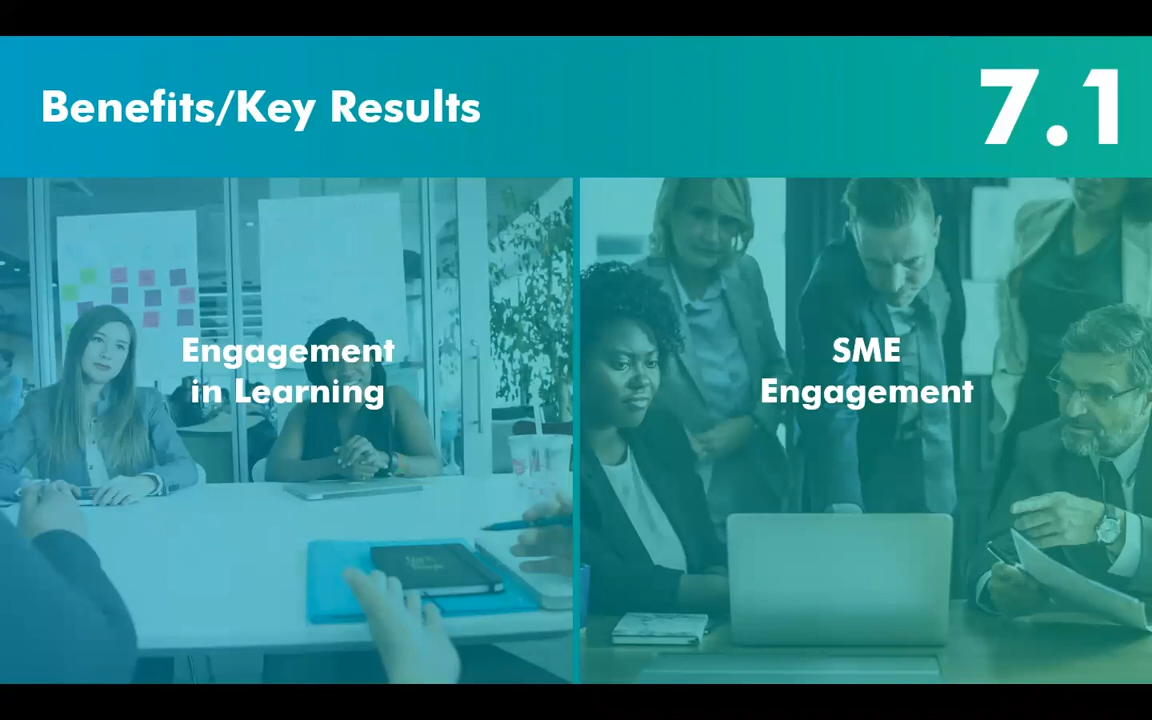 Benefits/Key Results
7.1
Engagement
in Learning
SME
Engagement